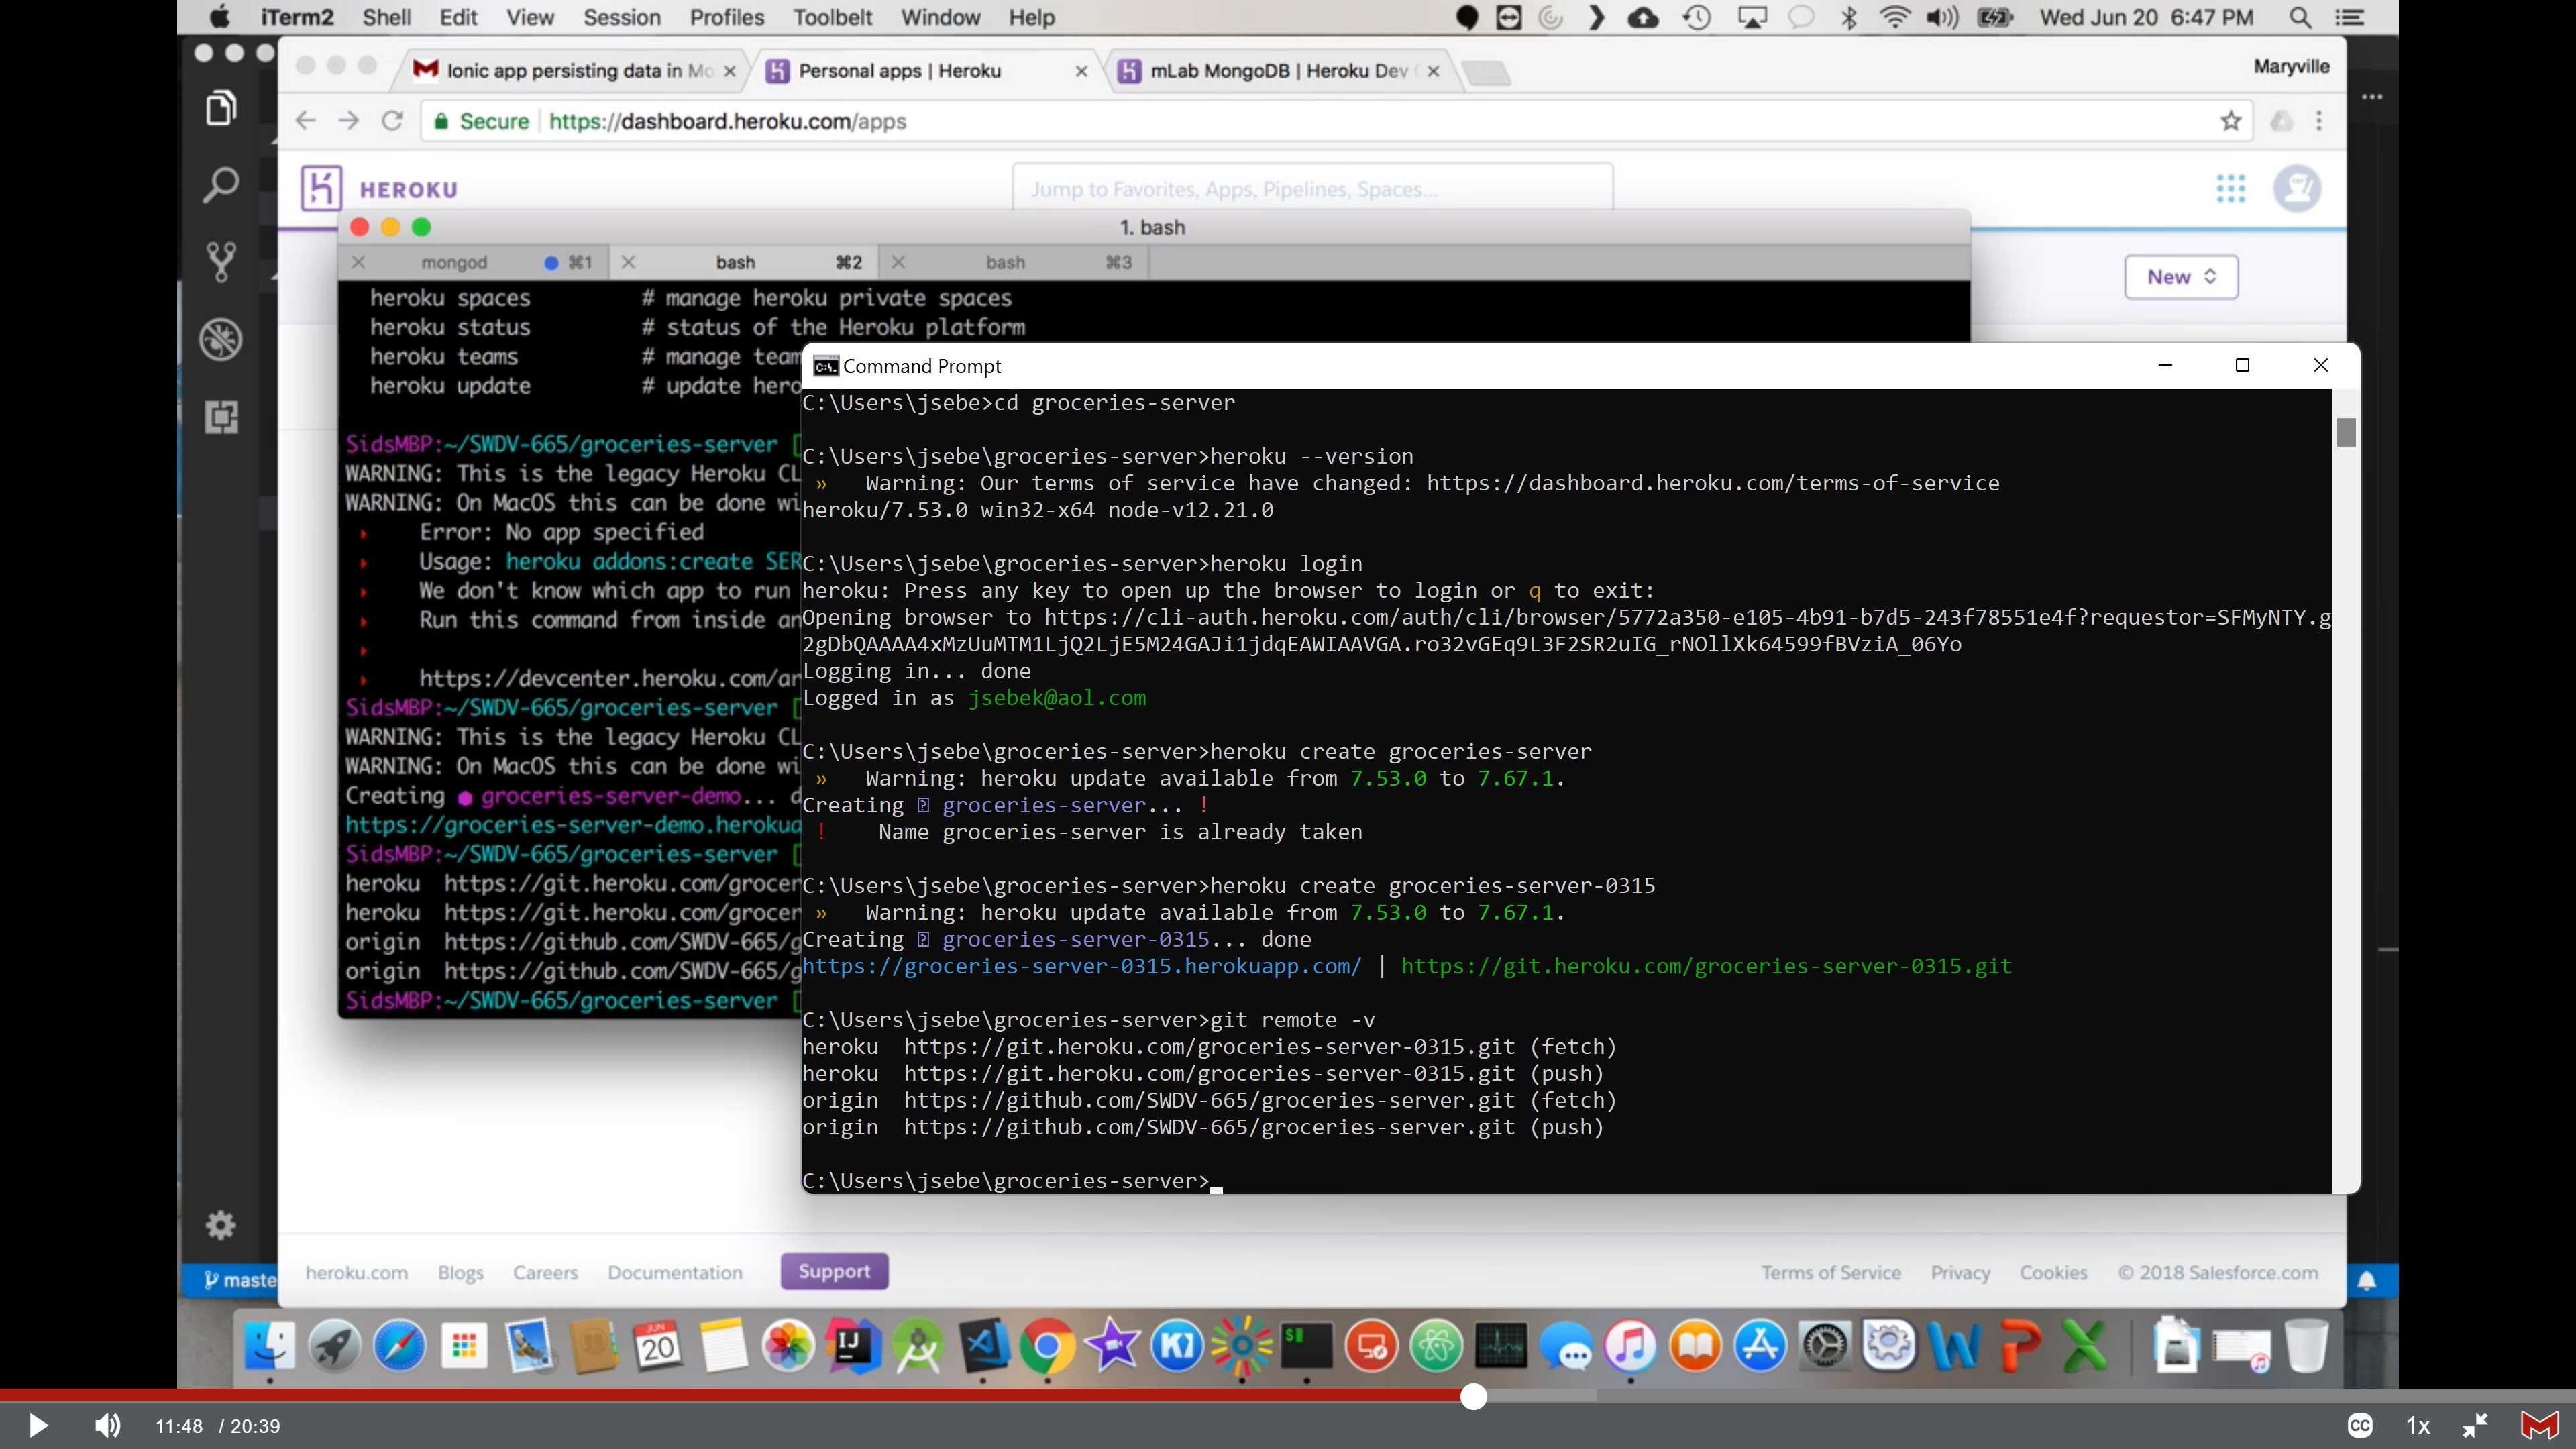 iTerm2 Shell Edit View Session Profiles Toolbelt Window Help Wed Jun 20 6:47 PM
Ionic app persisting data in Mo Personal apps | Heroku mLab MongoDB | Heroku Dev Maryville
Secure https://dashboard.heroku.com/apps
HEROKU Jump to Favorites, Apps, Pipelines, Spaces...
New
1. bash
mongod ⌘1 bash ⌘2 bash ⌘3
heroku spaces # manage heroku private spaces
heroku status # status of the Heroku platform
heroku teams # manage team
heroku update # update hero
SidsMBP:~/SWDV-665/groceries-server [
WARNING: This is the legacy Heroku CL
WARNING: On MacOS this can be done wi
Error: No app specified
Usage: heroku addons:create SER
We don't know which app to run
Run this command from inside an
https://devcenter.heroku.com/ar
SidsMBP:~/SWDV-665/groceries-server [
WARNING: This is the legacy Heroku CL
WARNING: On MacOS this can be done wi
Creating groceries-server-demo... d
https://groceries-server-demo.herokua
SidsMBP:~/SWDV-665/groceries-server [
heroku https://git.heroku.com/grocer
heroku https://git.heroku.com/grocer
origin https://github.com/SWDV-665/g
origin https://github.com/SWDV-665/g
SidsMBP:~/SWDV-665/groceries-server [
Command Prompt
C:\Users\jsebe>cd groceries-server
C:\Users\jsebe\groceries-server>heroku --version
» Warning: Our terms of service have changed: https://dashboard.heroku.com/terms-of-service
heroku/7.53.0 win32-x64 node-v12.21.0
C:\Users\jsebe\groceries-server>heroku login
heroku: Press any key to open up the browser to login or q to exit:
Opening browser to https://cli-auth.heroku.com/auth/cli/browser/5772a350-e105-4b91-b7d5-243f78551e4f?requestor=SFMyNTY.g
2gDbQAAAA4xMzUuMTM1LjQ2LjE5M24GAJi1jdqEAWIAAVGA.ro32vGEq9L3F2SR2uIG_rNOllXk64599fBVziA_06Yo
Logging in... done
Logged in as jsebek@aol.com
C:\Users\jsebe\groceries-server>heroku create groceries-server
» Warning: heroku update available from 7.53.0 to 7.67.1.
Creating groceries-server... !
! Name groceries-server is already taken
C:\Users\jsebe\groceries-server>heroku create groceries-server-0315
» Warning: heroku update available from 7.53.0 to 7.67.1.
Creating groceries-server-0315... done
https://groceries-server-0315.herokuapp.com/ | https://git.heroku.com/groceries-server-0315.git
C:\Users\jsebe\groceries-server>git remote -v
heroku https://git.heroku.com/groceries-server-0315.git (fetch)
heroku https://git.heroku.com/groceries-server-0315.git (push)
origin https://github.com/SWDV-665/groceries-server.git (fetch)
origin https://github.com/SWDV-665/groceries-server.git (push)
C:\Users\jsebe\groceries-server>
maste heroku.com Blogs Careers Documentation Support Terms of Service Privacy Cookies © 2018 Salesforce.com
JUN
20
IJ
11:48 / 20:39 CC 1x